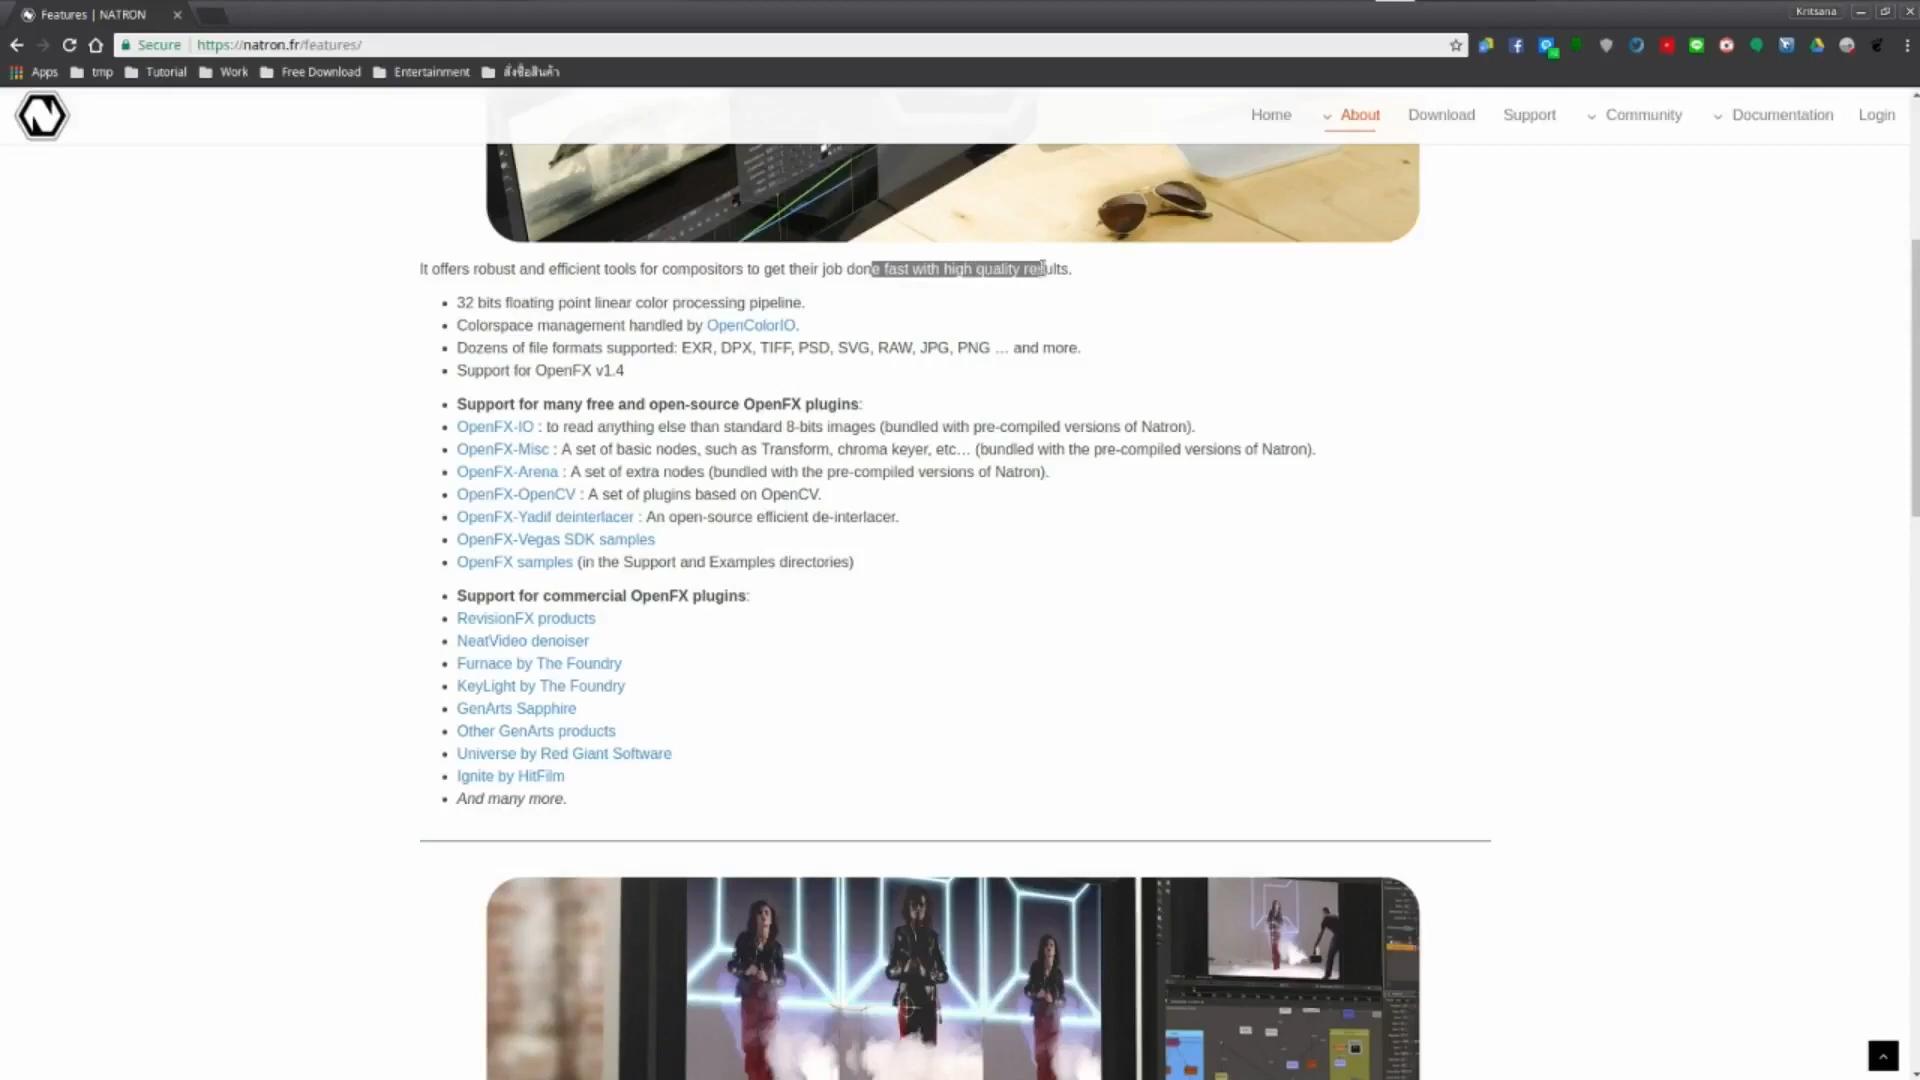 Features | NATRON
Kritsana
Secure https://natron.fr/features/
Apps tmp Tutorial Work Free Download Entertainment สั่งซื้อสินค้า
Home About Download Support Community Documentation Login
It offers robust and efficient tools for compositors to get their job done fast with high quality results.
32 bits floating point linear color processing pipeline.
Colorspace management handled by OpenColorIO.
Dozens of file formats supported: EXR, DPX, TIFF, PSD, SVG, RAW, JPG, PNG … and more.
Support for OpenFX v1.4
Support for many free and open-source OpenFX plugins:
OpenFX-IO : to read anything else than standard 8-bits images (bundled with pre-compiled versions of Natron).
OpenFX-Misc : A set of basic nodes, such as Transform, chroma keyer, etc… (bundled with the pre-compiled versions of Natron).
OpenFX-Arena : A set of extra nodes (bundled with the pre-compiled versions of Natron).
OpenFX-OpenCV : A set of plugins based on OpenCV.
OpenFX-Yadif deinterlacer : An open-source efficient de-interlacer.
OpenFX-Vegas SDK samples
OpenFX samples (in the Support and Examples directories)
Support for commercial OpenFX plugins:
RevisionFX products
NeatVideo denoiser
Furnace by The Foundry
KeyLight by The Foundry
GenArts Sapphire
Other GenArts products
Universe by Red Giant Software
Ignite by HitFilm
And many more.